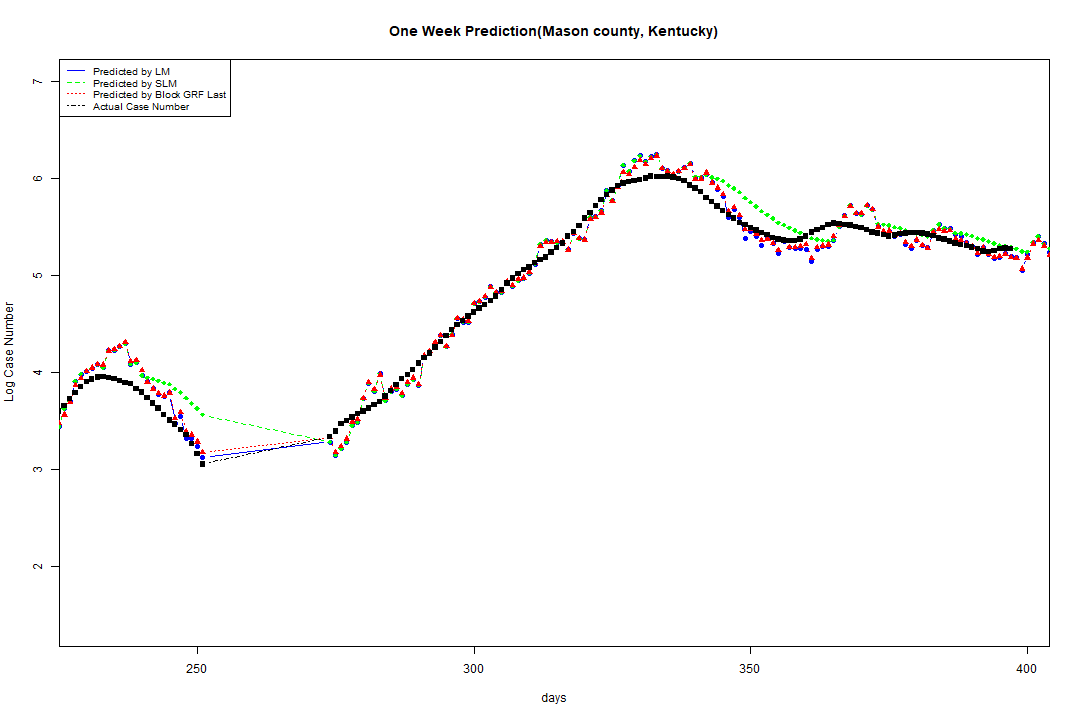 One Week Prediction(Mason county, Kentucky)
Predicted by LM
Predicted by SLM
Predicted by Block GRF Last
Actual Case Number
7
6
5
4
3
2
Log Case Number
250 300 350 400
days